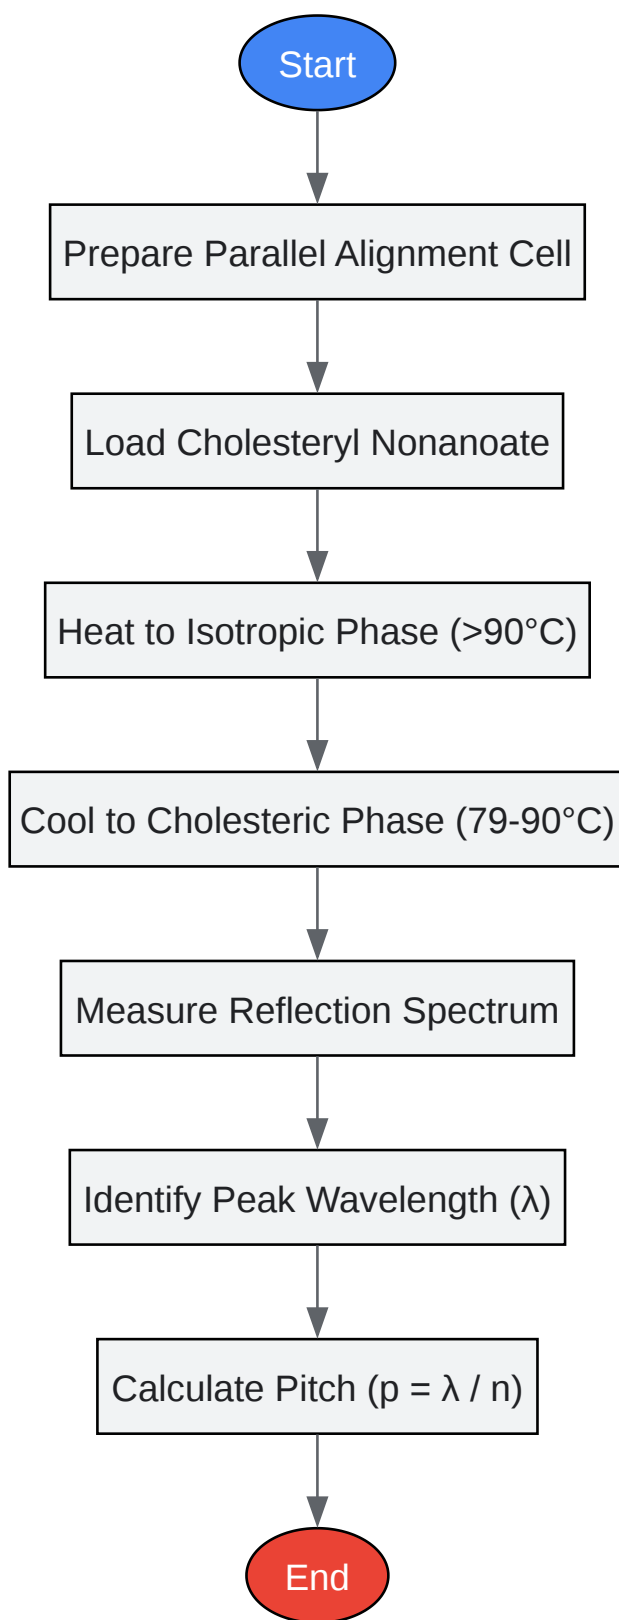 Start
Prepare Parallel Alignment Cell
Load Cholesteryl Nonanoate
Heat to Isotropic Phase (>90°C)
Cool to Cholesteric Phase (79-90°C)
Measure Reflection Spectrum
Identify Peak Wavelength (λ)
Calculate Pitch (p = λ / n)
End